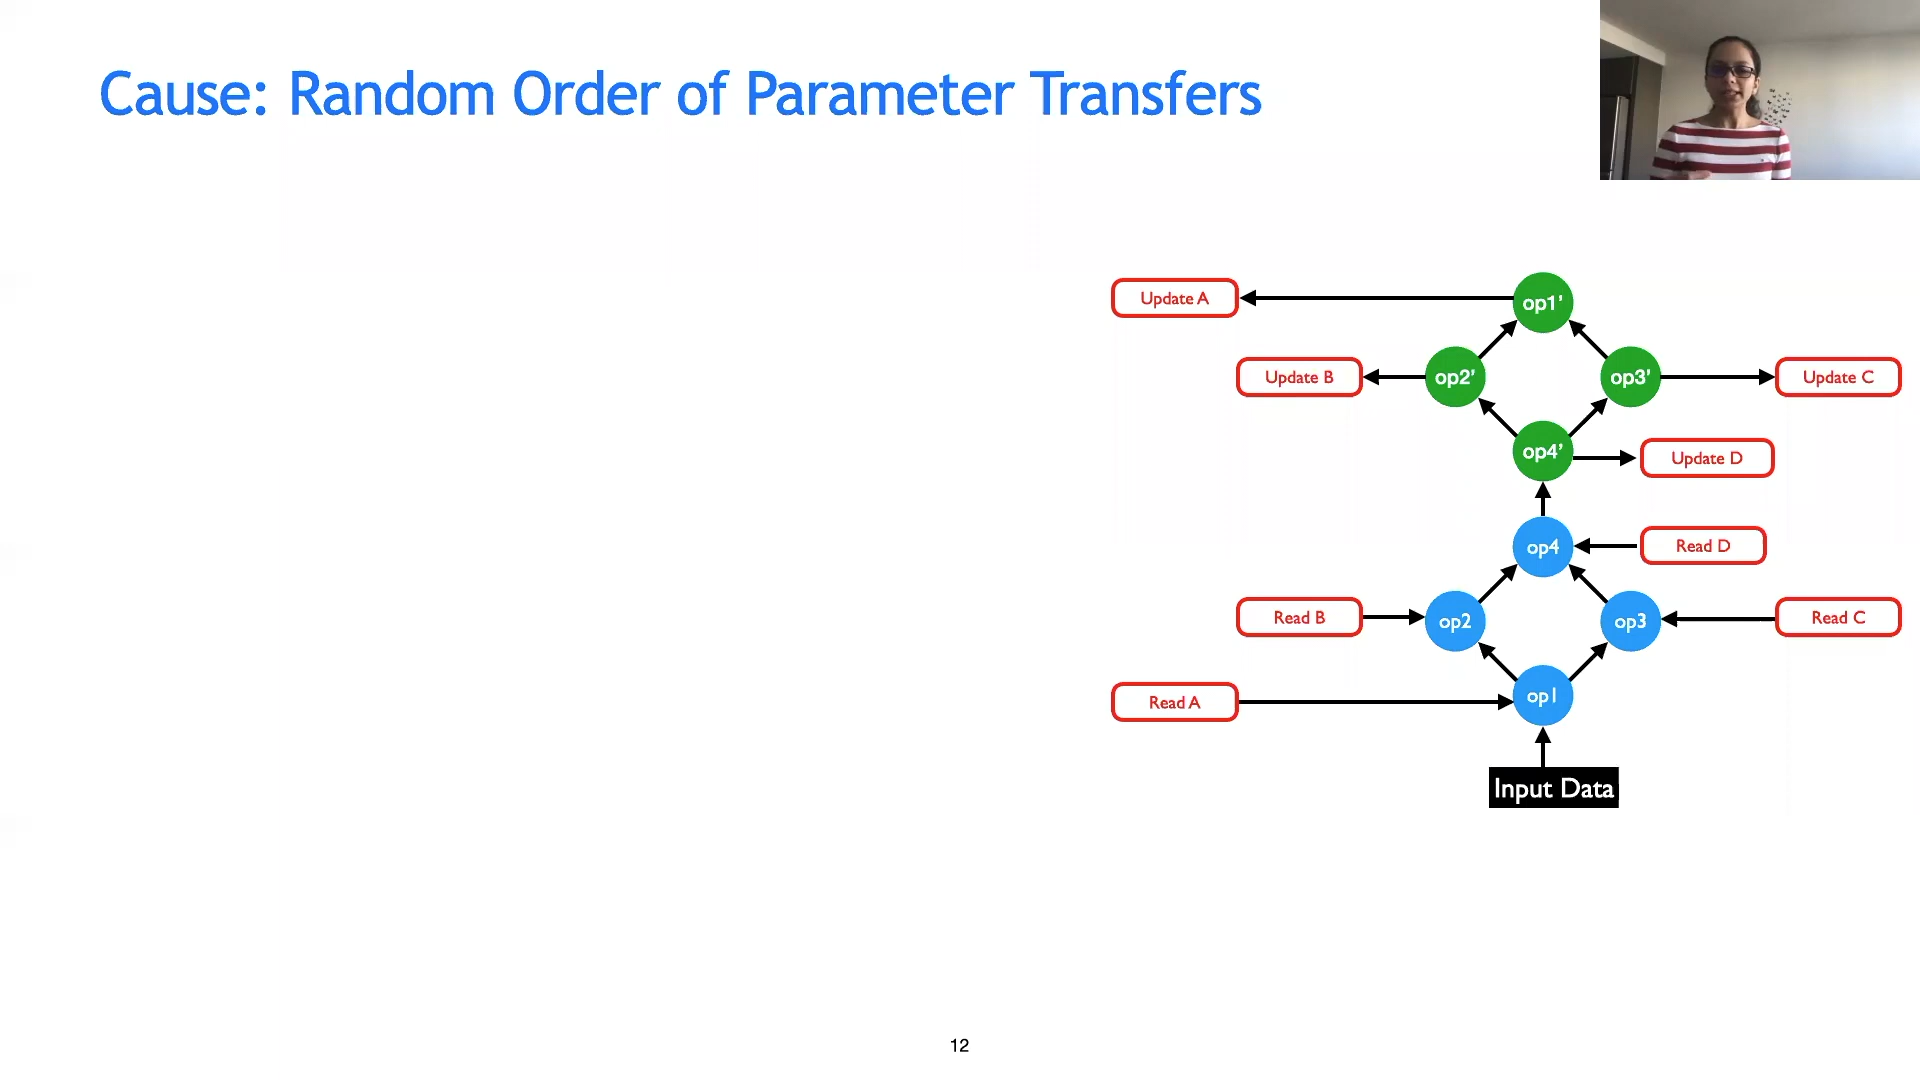 Cause: Random Order of Parameter Transfers
Update A
op1'
Update B
op2'
op3'
Update C
op4'
Update D
op4
Read D
Read B
op2
op3
Read C
Read A
op1
Input Data
12